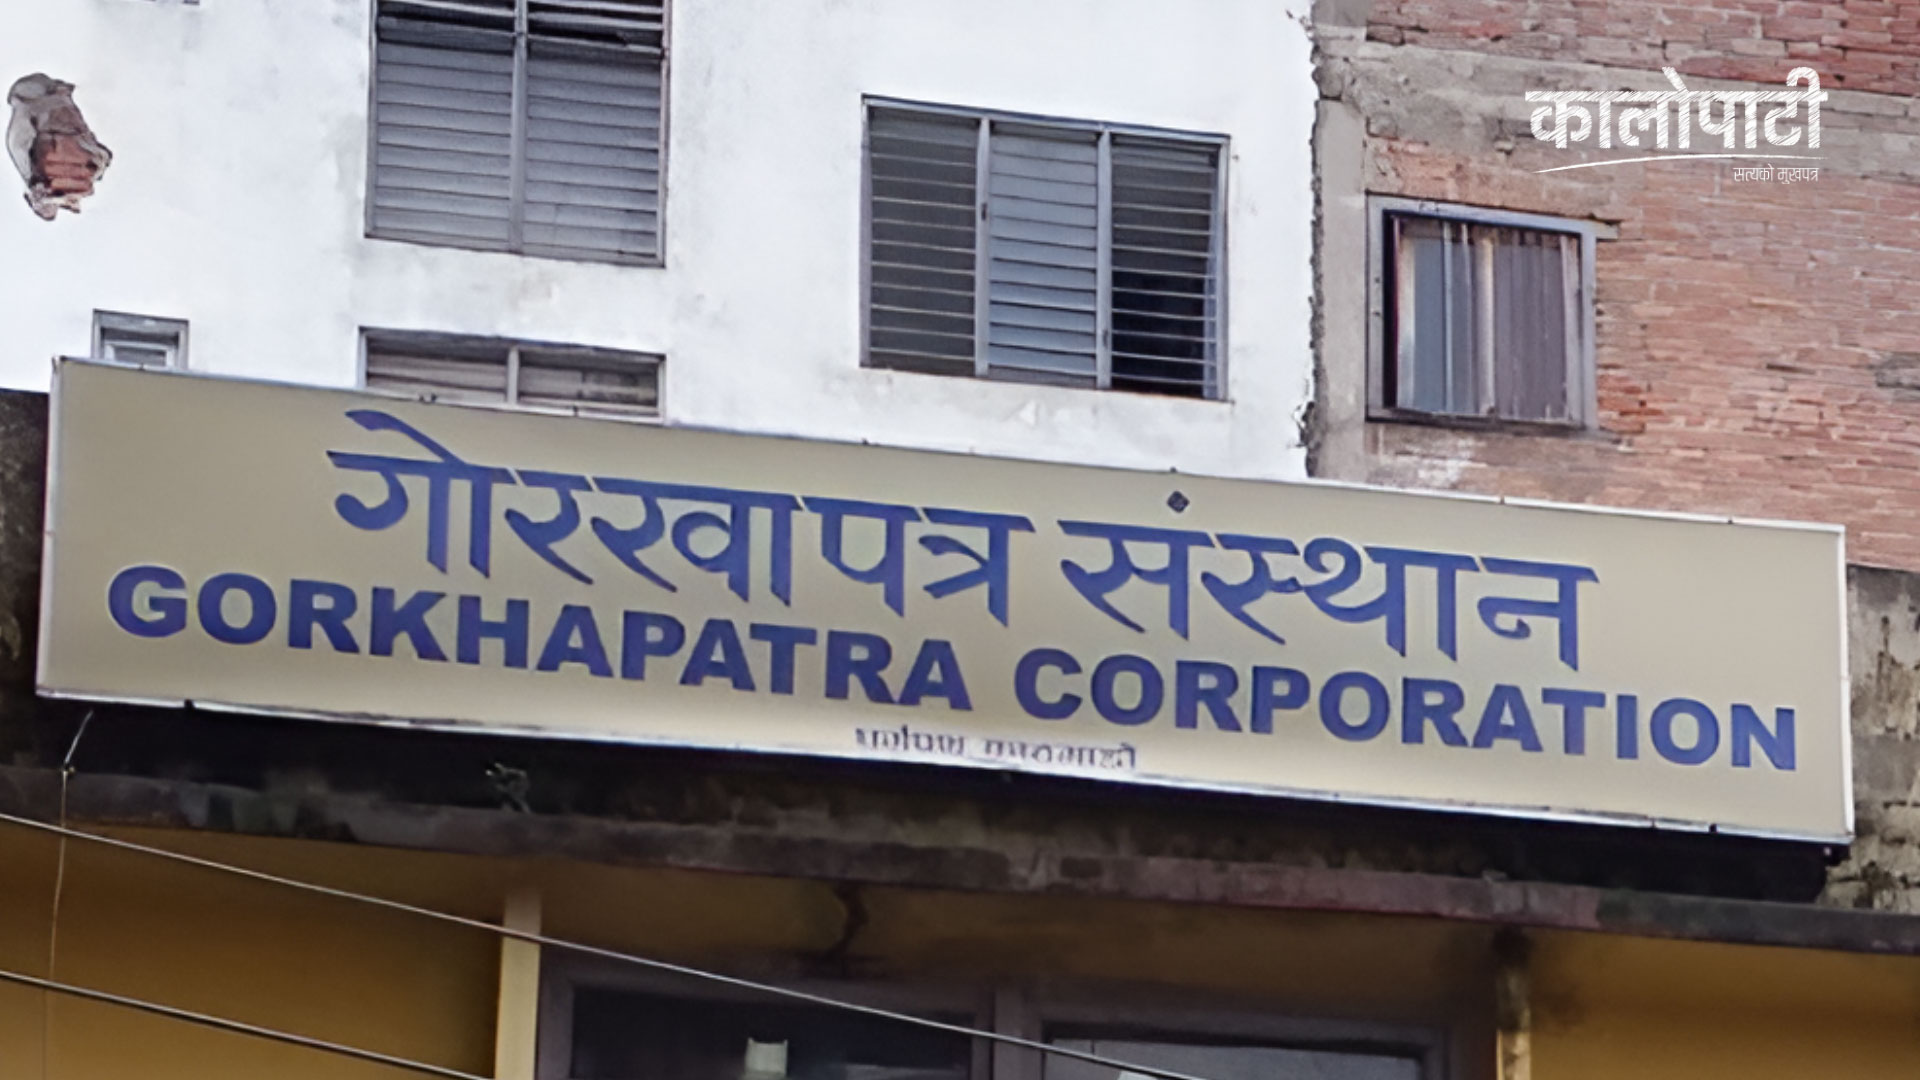 कालोपाटी
सत्यको मुखपत्र
गोरखापत्र संस्थान
GORKHAPATRA CORPORATION